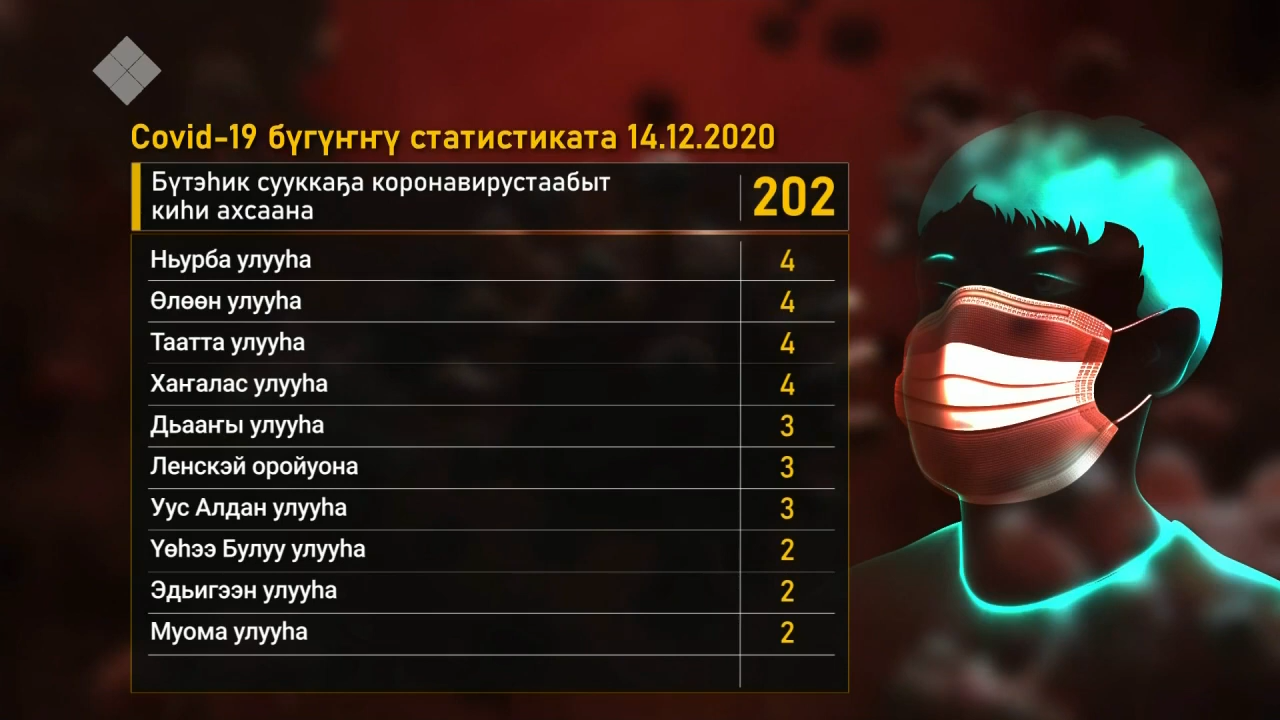 Covid-19 бүгүҥҥү статистиката 14.12.2020
Бүтэһик сууккаҕа коронавирустаабыт 202
киһи ахсаана
Ньурба улууһа 4
Өлөөн улууһа 4
Таатта улууһа 4
Хаҥалас улууһа 4
Дьааҥы улууһа 3
Ленскэй оройуона 3
Уус Алдан улууһа 3
Үөһээ Булуу улууһа 2
Эдьигээн улууһа 2
Муома улууһа 2